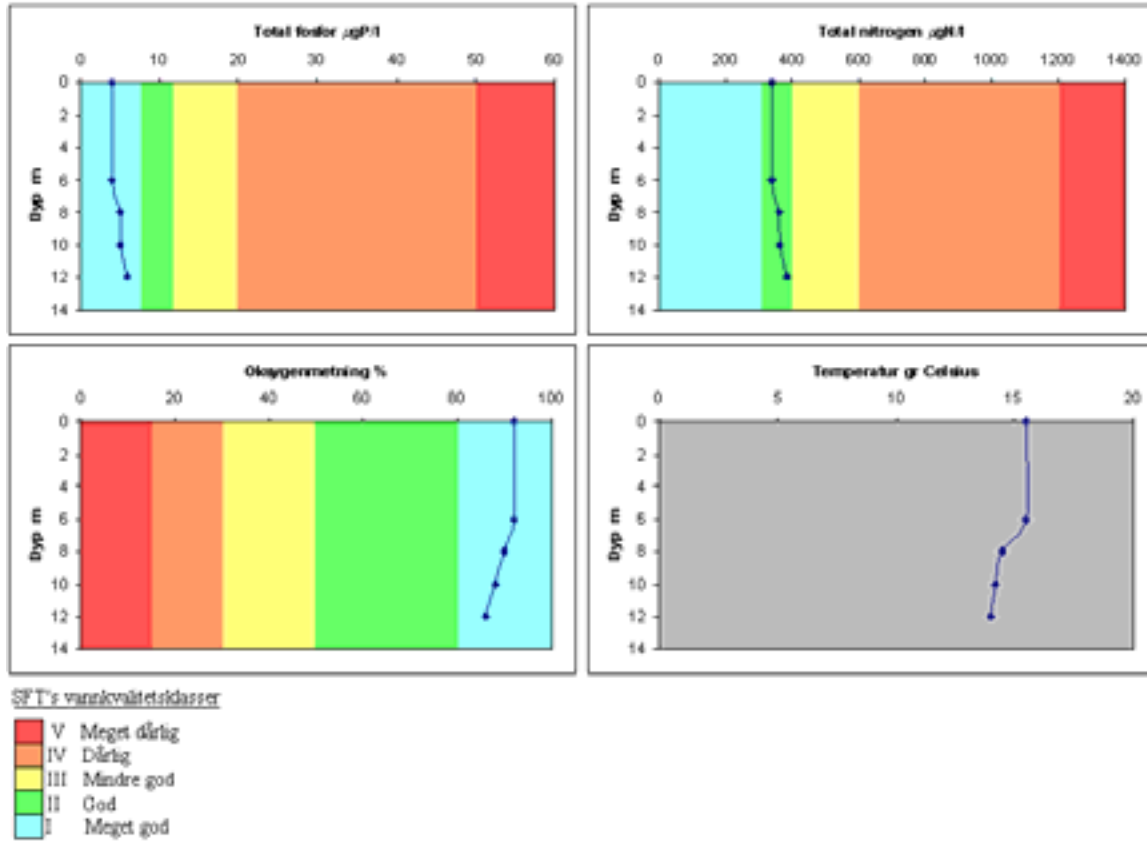 Total fosfor µgP/l
0 10 20 30 40 50 60
0
2
4
6
8
10
12
14
Dyp m
Total nitrogen µgN/l
0 200 400 600 800 1000 1200 1400
0
2
4
6
8
10
12
14
Dyp m
Oksygenmetning %
0 20 40 60 80 100
0
2
4
6
8
10
12
14
Dyp m
Temperatur gr Celsius
0 5 10 15 20
0
2
4
6
8
10
12
14
Dyp m
SFT's vannkvalitetsklasser
V Meget dårlig
IV Dårlig
III Mindre god
II God
I Meget god